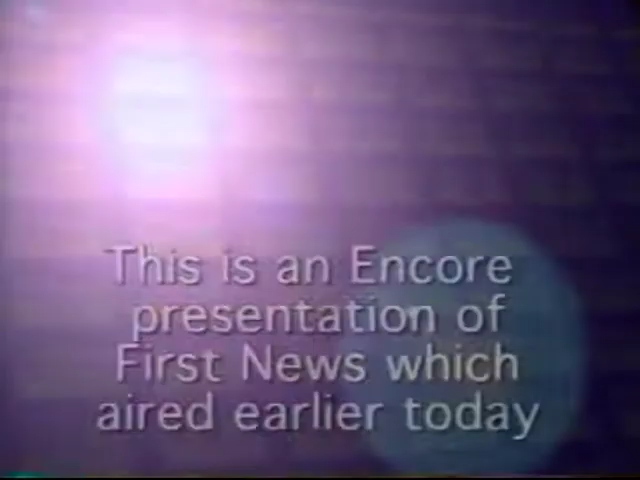 This is an Encore
presentation of
First News which
aired earlier today